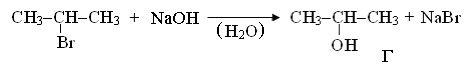 CH₃–CH–CH₃ + NaOH → CH₃–CH–CH₃ + NaBr
Br (H₂O) OH
Г